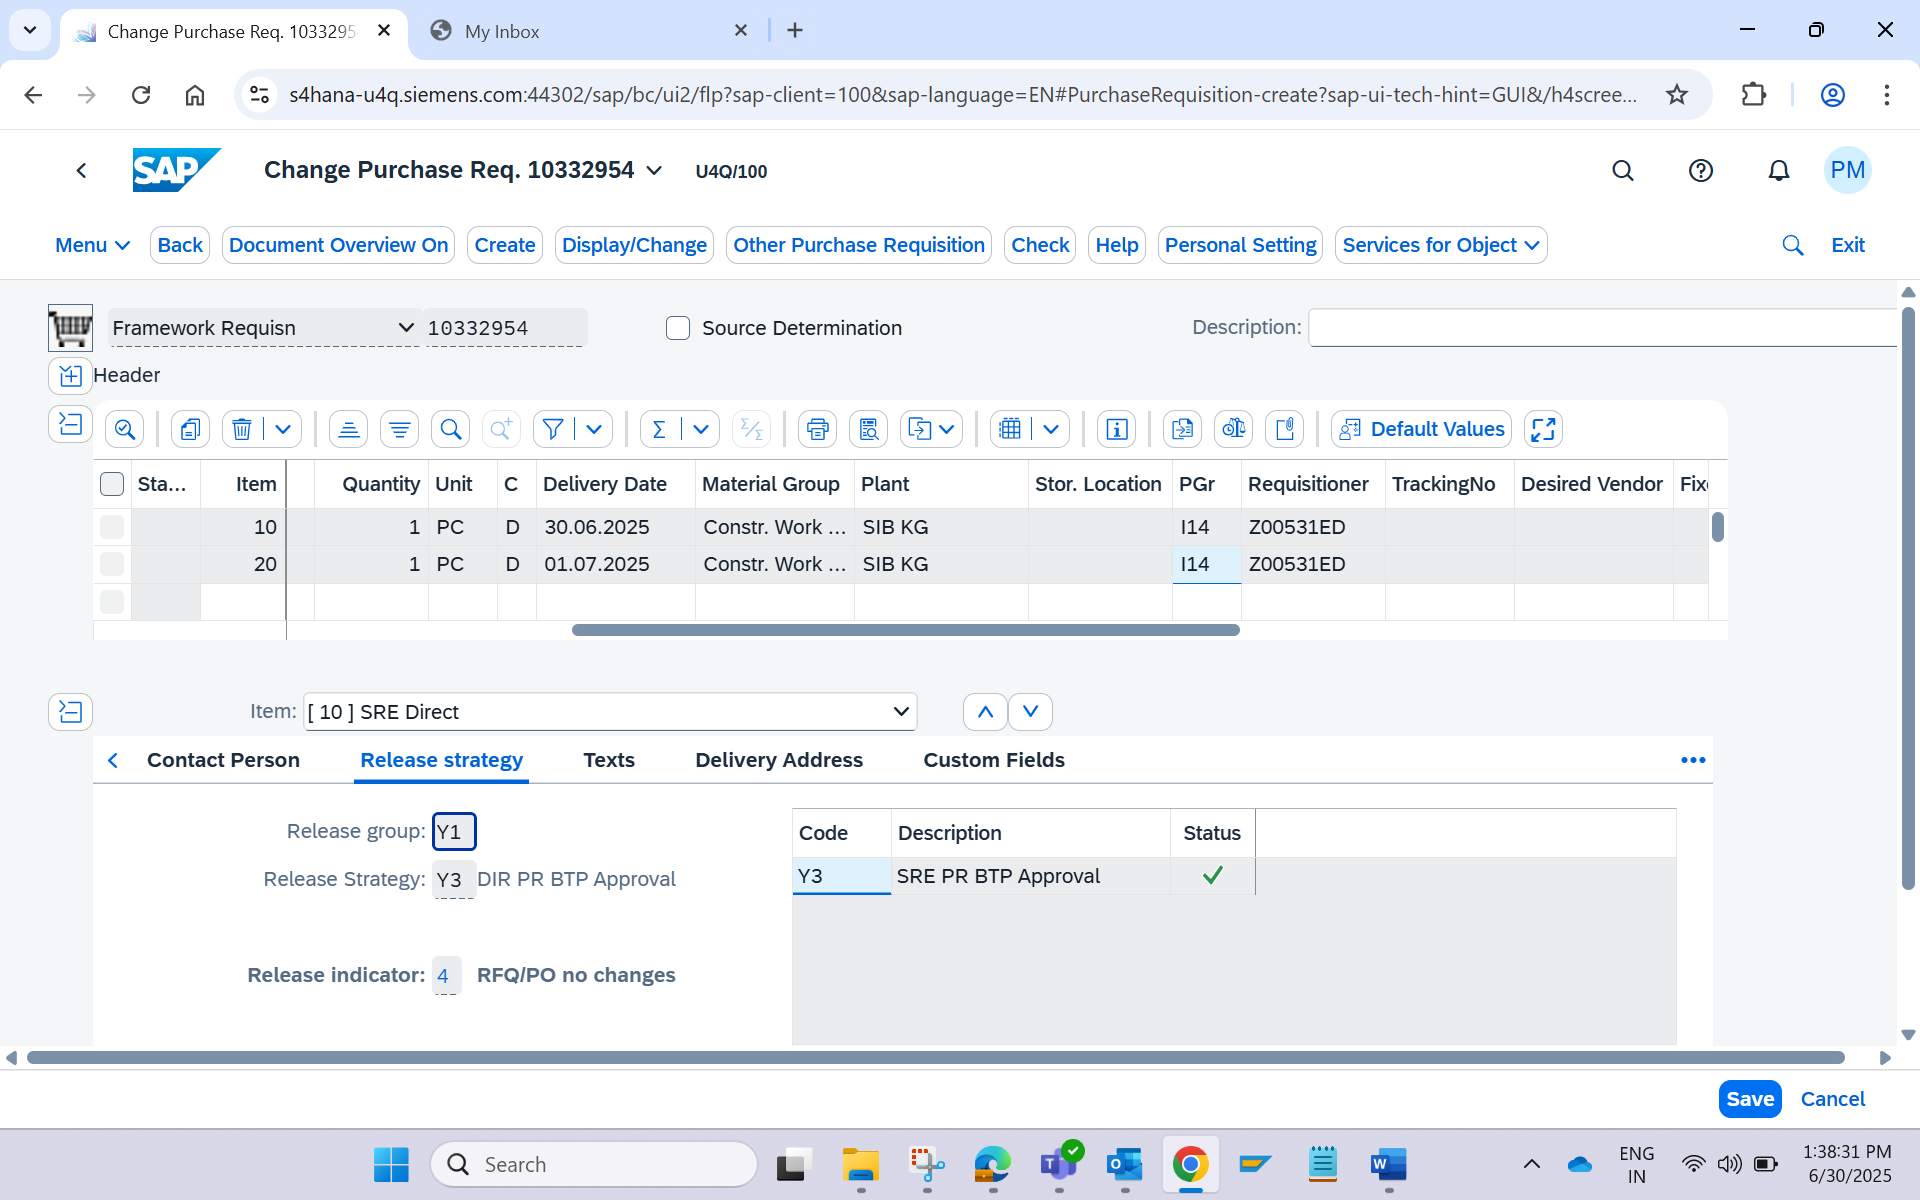 Change Purchase Req. 1033295
My Inbox
s4hana-u4q.siemens.com:44302/sap/bc/ui2/flp?sap-client=100&sap-language=EN#PurchaseRequisition-create?sap-ui-tech-hint=GUI&/h4scree...
SAP
Change Purchase Req. 10332954
U4Q/100
PM
Menu Back Document Overview On Create Display/Change Other Purchase Requisition Check Help Personal Setting Services for Object Exit
Framework Requisn 10332954 Source Determination Description:
Header
Default Values
Sta... Item Quantity Unit C Delivery Date Material Group Plant Stor. Location PGr Requisitioner TrackingNo Desired Vendor Fix
10 1 PC D 30.06.2025 Constr. Work ... SIB KG I14 Z00531ED
20 1 PC D 01.07.2025 Constr. Work ... SIB KG I14 Z00531ED
Item: [ 10 ] SRE Direct
Contact Person Release strategy Texts Delivery Address Custom Fields
Release group: Y1
Release Strategy: Y3 DIR PR BTP Approval
Release indicator: 4 RFQ/PO no changes
Code Description Status
Y3 SRE PR BTP Approval
Save Cancel
Search
ENG
IN
1:38:31 PM
6/30/2025